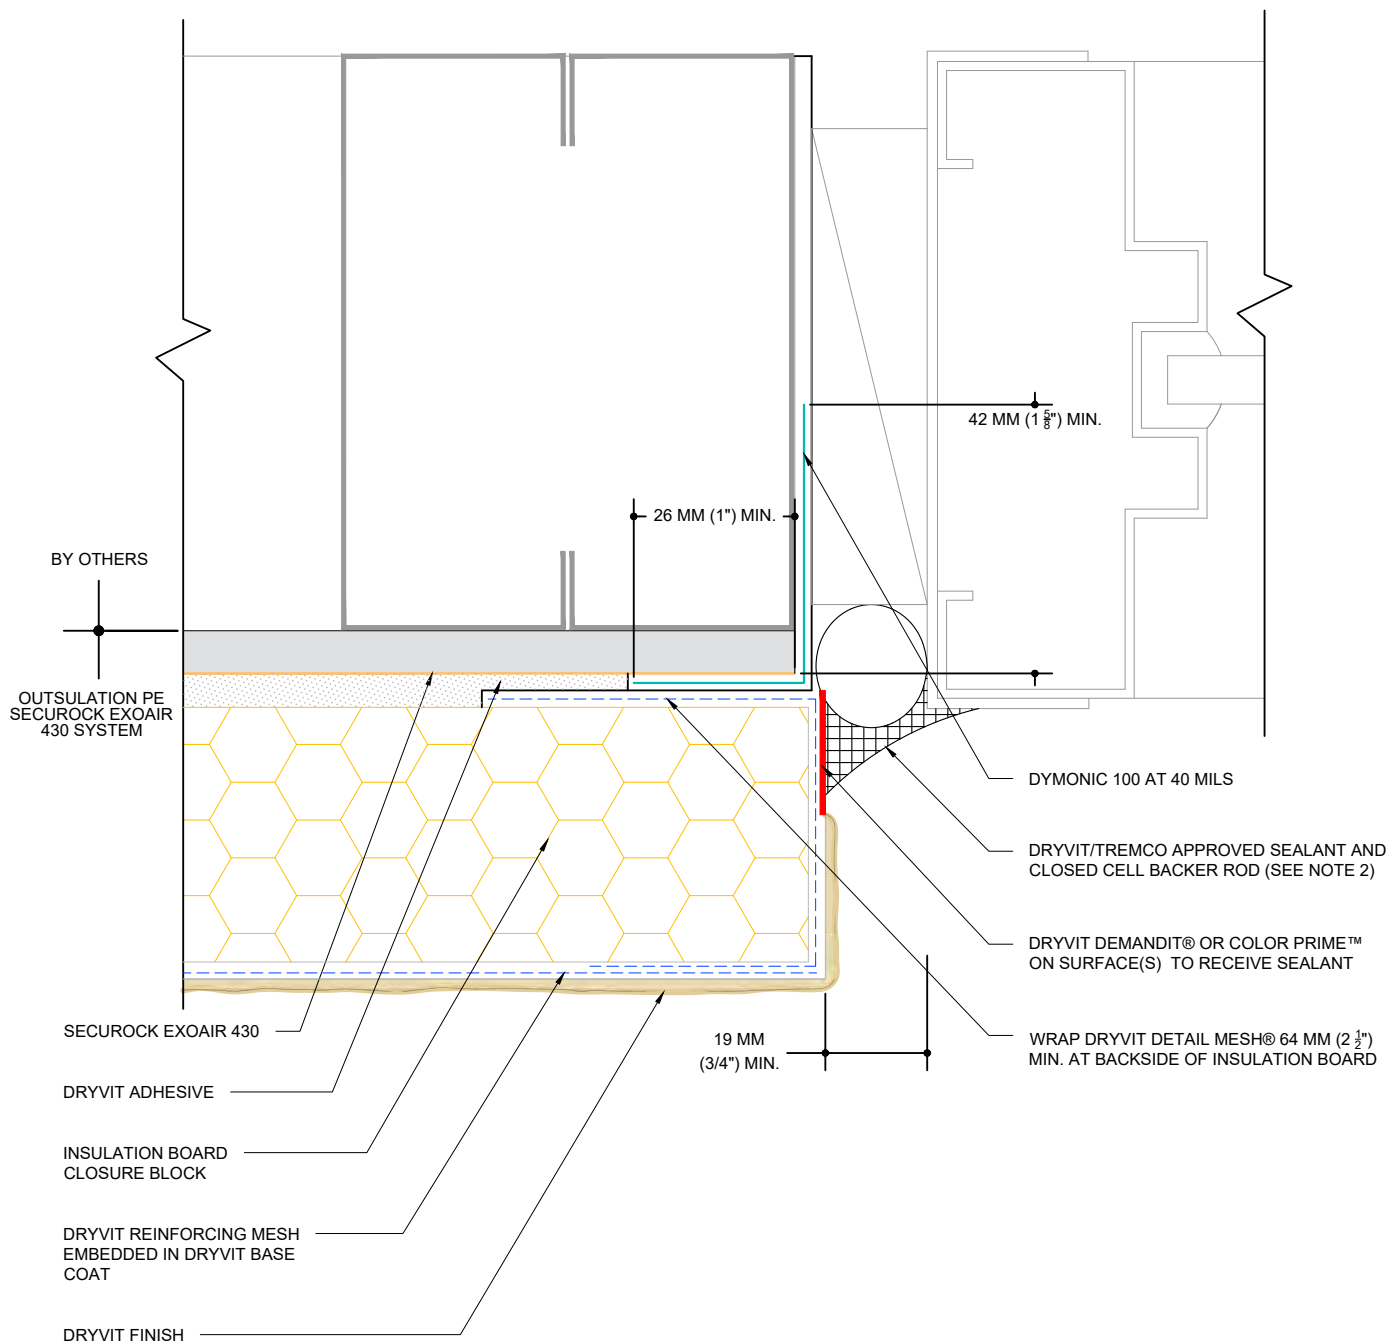 42 MM (1 5/8") MIN.
26 MM (1") MIN.
BY OTHERS
OUTSULATION PE
SECUROCK EXOAIR
430 SYSTEM
DYMONIC 100 AT 40 MILS
DRYVIT/TREMCO APPROVED SEALANT AND
CLOSED CELL BACKER ROD (SEE NOTE 2)
DRYVIT DEMANDIT® OR COLOR PRIME™
ON SURFACE(S) TO RECEIVE SEALANT
WRAP DRYVIT DETAIL MESH® 64 MM (2 1/2")
MIN. AT BACKSIDE OF INSULATION BOARD
19 MM
(3/4") MIN.
SECUROCK EXOAIR 430
DRYVIT ADHESIVE
INSULATION BOARD
CLOSURE BLOCK
DRYVIT REINFORCING MESH
EMBEDDED IN DRYVIT BASE
COAT
DRYVIT FINISH